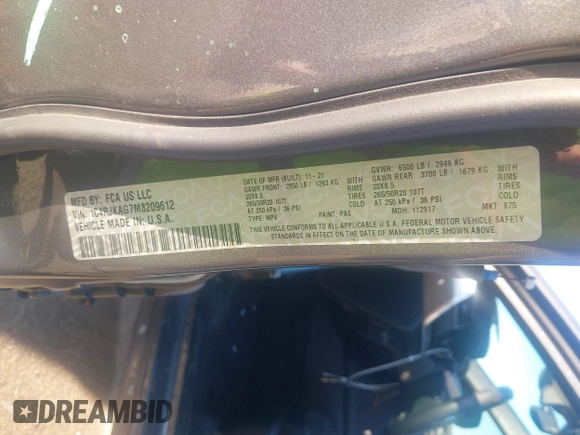 MFD BY: FCA US LLC
VIN: 1C4RJKAG7M8209612
VEHICLE MADE IN: U.S.A.
DATE OF MFR (BUILT): 11-21
GAWR FRONT: 2850 LB / 1293 KG
20X8.5
265/50R20 107T
AT 250 kPa / 36 PSI
TYPE: MPV
WITH
RIMS
TIRES
COLD
PAS
GVWR: 6500 LB / 2949 KG
GAWR REAR: 3700 LB / 1679 KG
20X8.5
265/50R20 107T
AT 250 kPa / 36 PSI
MDH: 112917
WITH
RIMS
TIRES
COLD
MKT: 875
THIS VEHICLE CONFORMS TO ALL APPLICABLE U.S.A. FEDERAL MOTOR VEHICLE SAFETY
AND THEFT PREVENTION STANDARDS IN EFFECT ON THE DATE OF MANUFACTURE SHOWN ABOVE.
DREAMBID